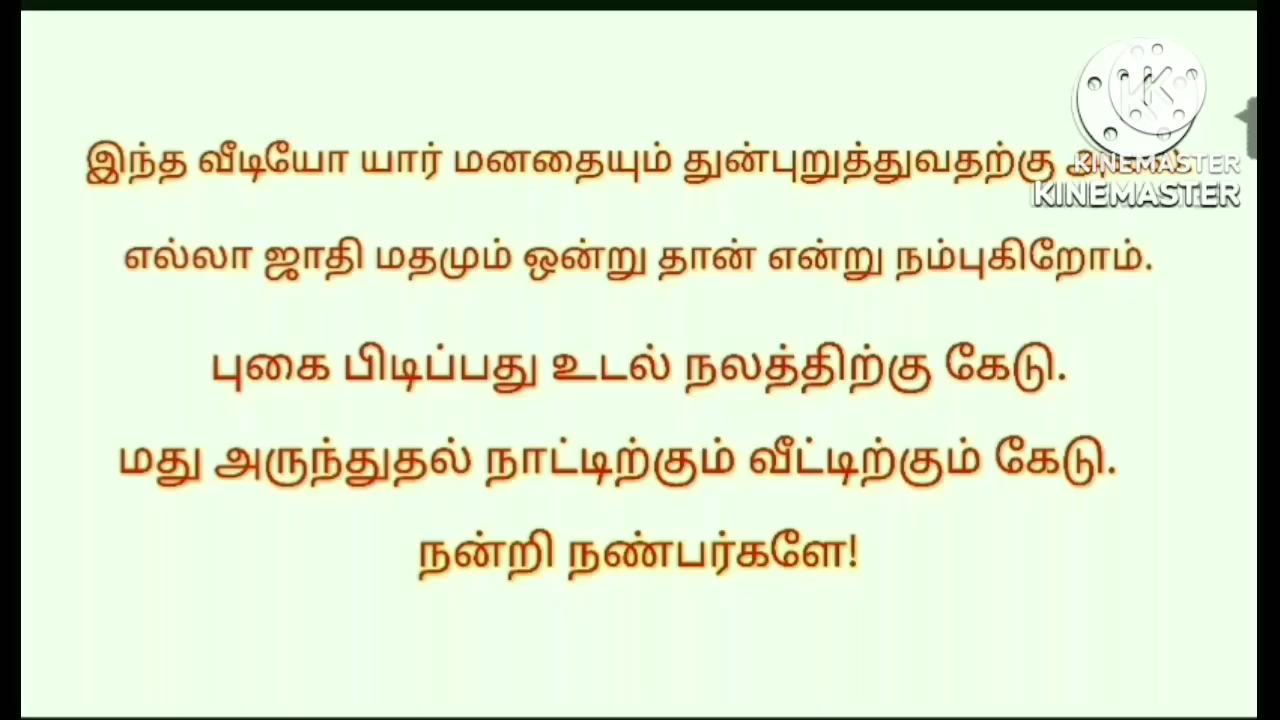 இந்த வீடியோ யார் மனதையும் துன்புறுத்துவதற்கு
KINEMASTER
KINEMASTER
எல்லா ஜாதி மதமும் ஒன்று தான் என்று நம்புகிறோம்.
புகை பிடிப்பது உடல் நலத்திற்கு கேடு.
மது அருந்துதல் நாட்டிற்கும் வீட்டிற்கும் கேடு.
நன்றி நண்பர்களே!